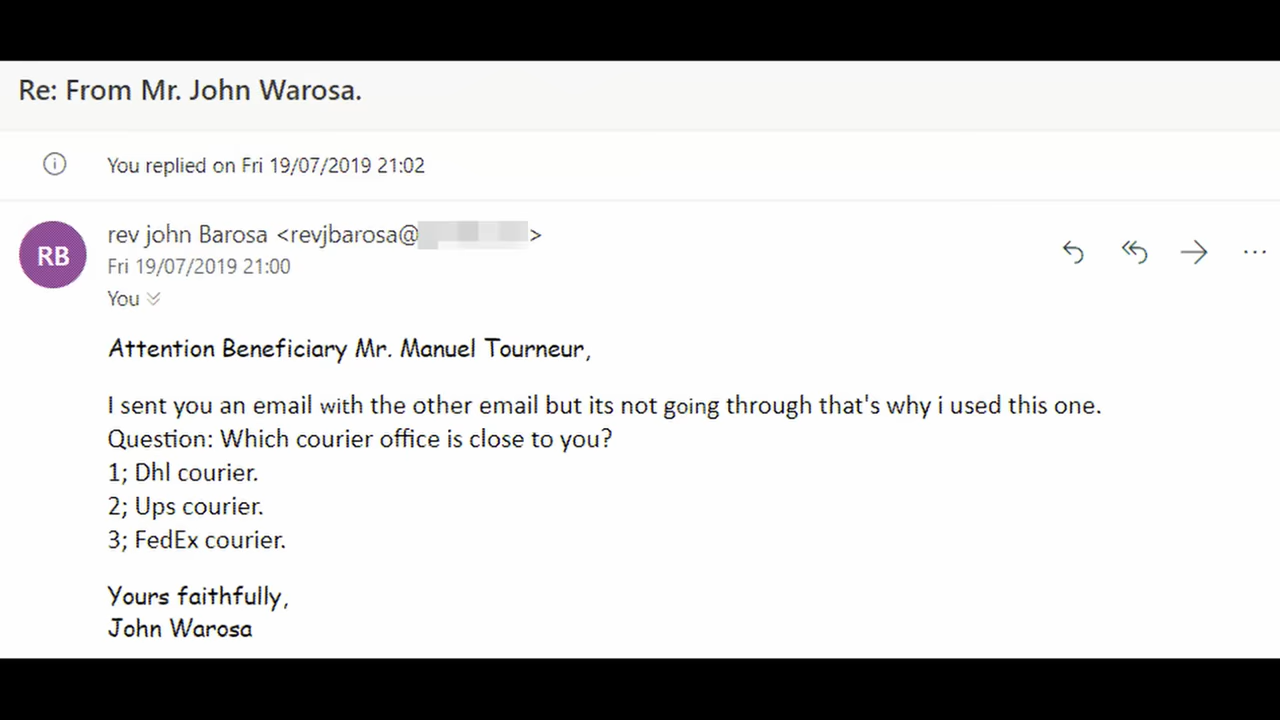 Re: From Mr. John Warosa.
You replied on Fri 19/07/2019 21:02
RB
rev john Barosa <revjbarosa@ >
Fri 19/07/2019 21:00
You
Attention Beneficiary Mr. Manuel Tourneur,
I sent you an email with the other email but its not going through that's why i used this one.
Question: Which courier office is close to you?
1; Dhl courier.
2; Ups courier.
3; FedEx courier.
Yours faithfully,
John Warosa